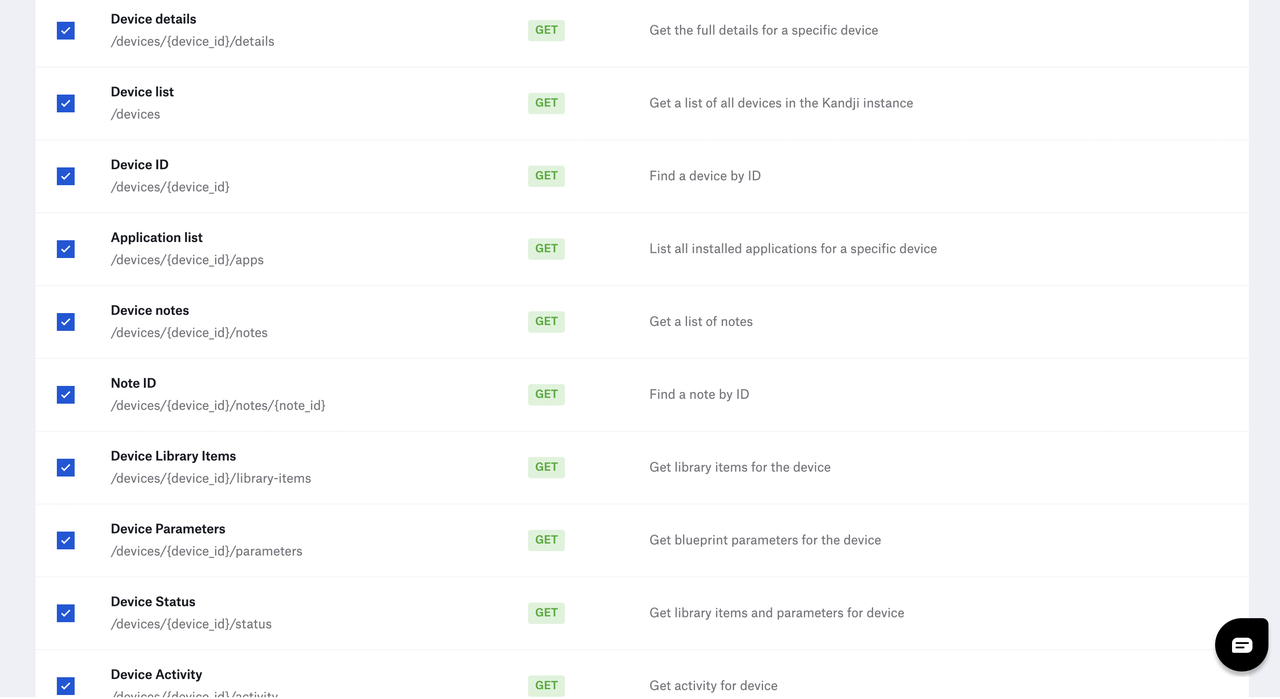 Device details
/devices/{device_id}/details
GET
Get the full details for a specific device
Device list
/devices
GET
Get a list of all devices in the Kandji instance
Device ID
/devices/{device_id}
GET
Find a device by ID
Application list
/devices/{device_id}/apps
GET
List all installed applications for a specific device
Device notes
/devices/{device_id}/notes
GET
Get a list of notes
Note ID
/devices/{device_id}/notes/{note_id}
GET
Find a note by ID
Device Library Items
/devices/{device_id}/library-items
GET
Get library items for the device
Device Parameters
/devices/{device_id}/parameters
GET
Get blueprint parameters for the device
Device Status
/devices/{device_id}/status
GET
Get library items and parameters for device
Device Activity
/devices/{device_id}/activity
GET
Get activity for device